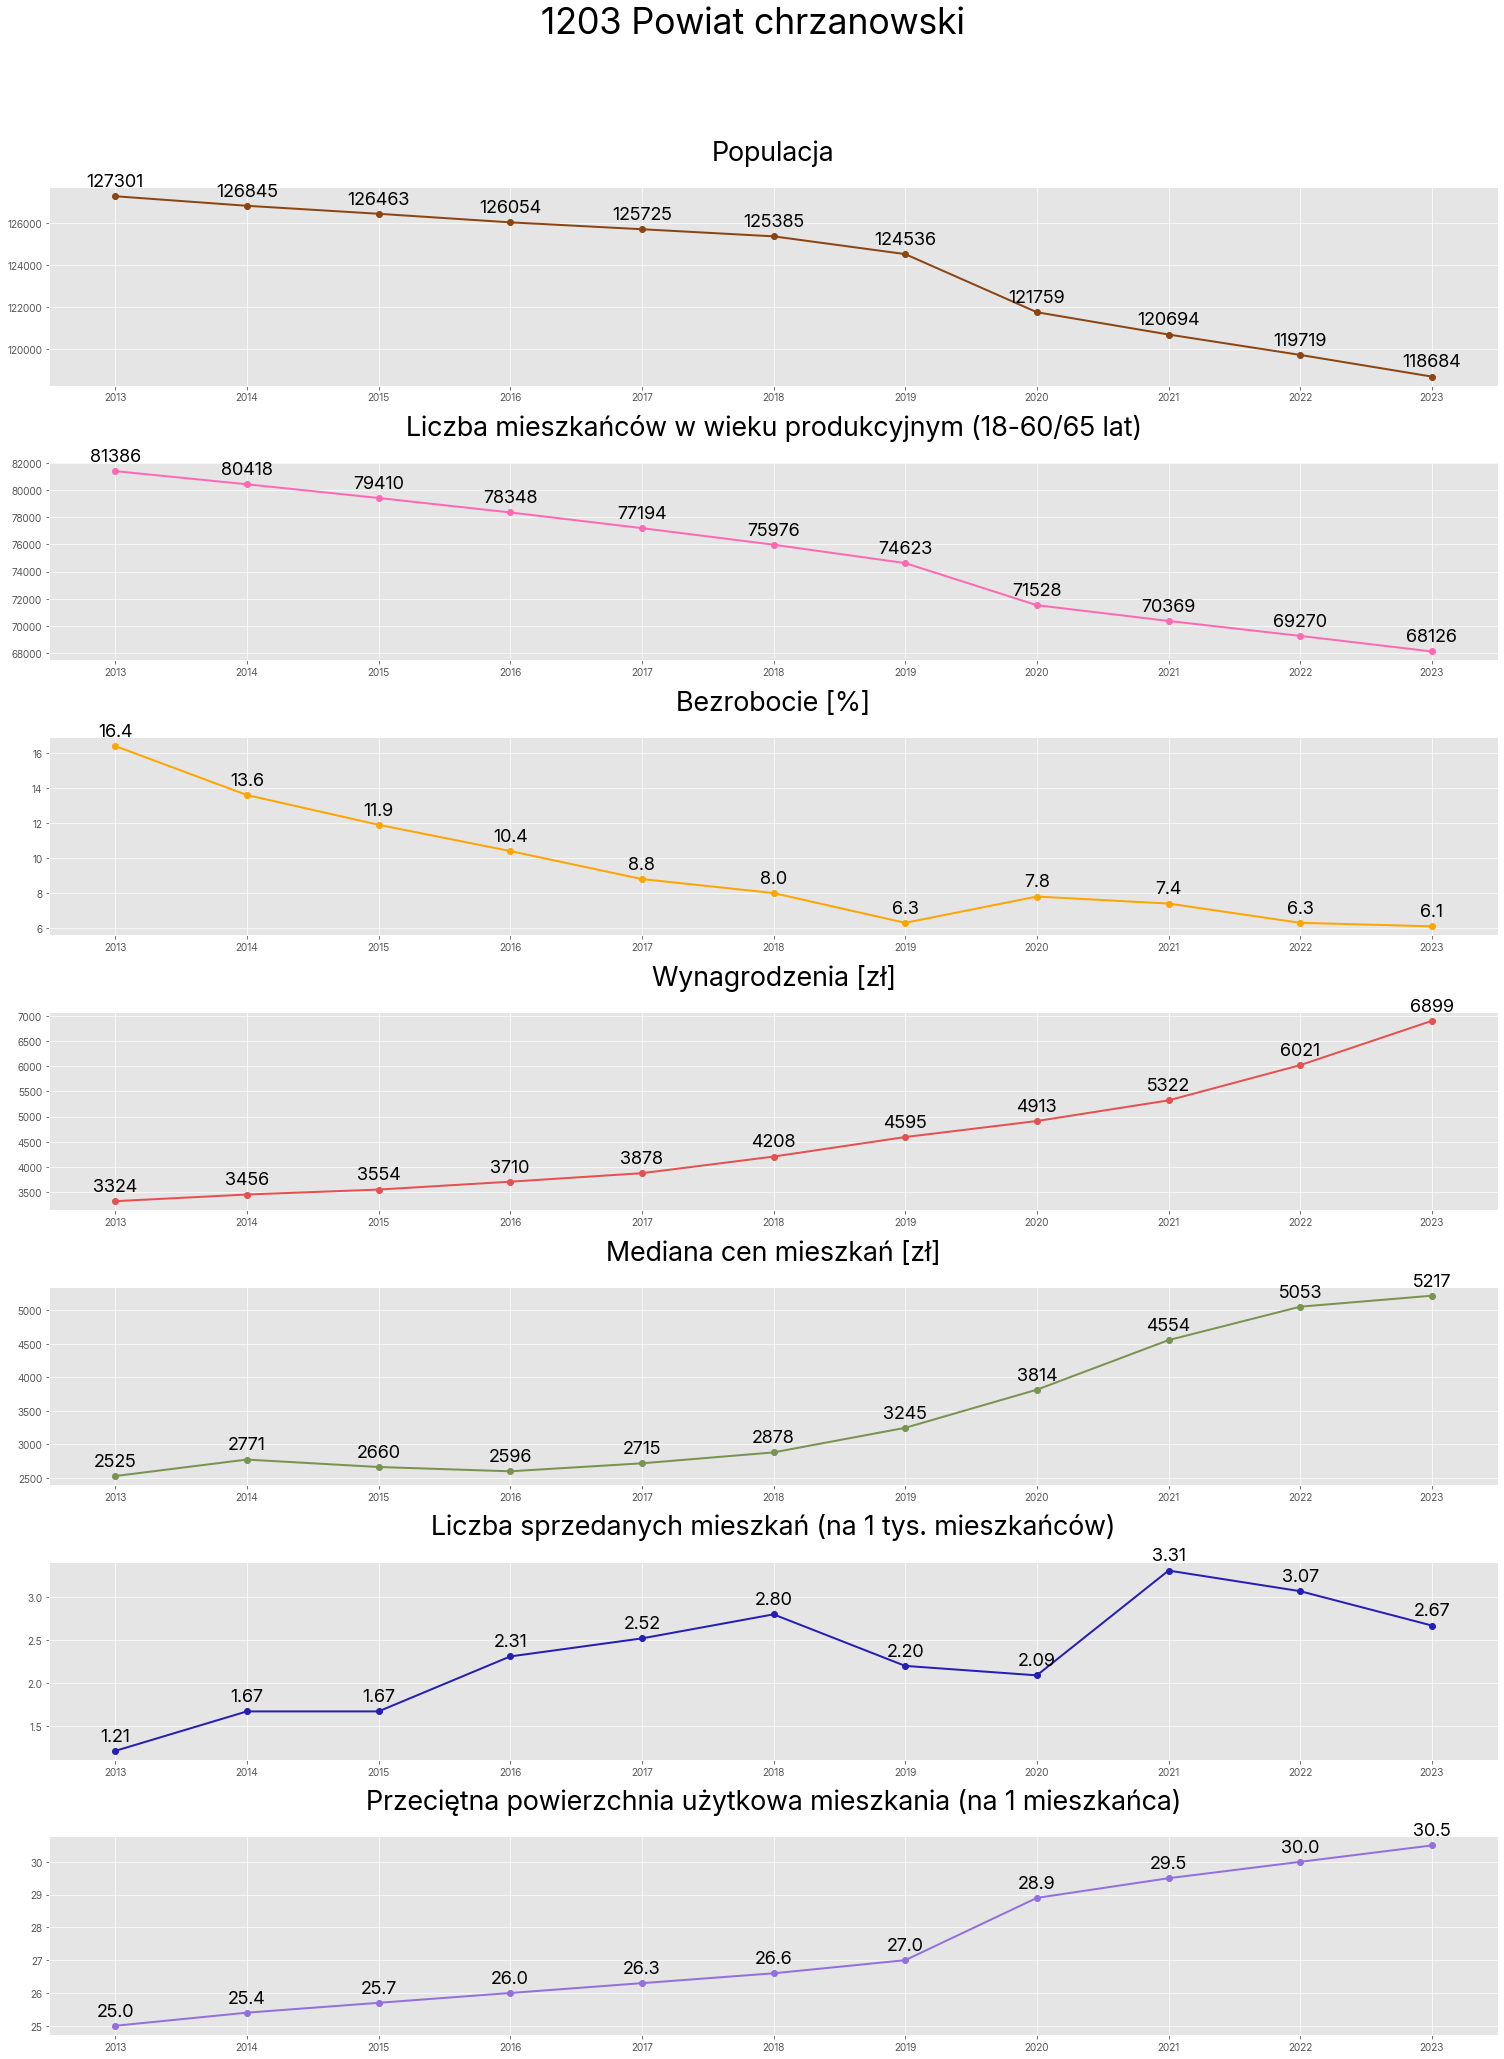 1203 Powiat chrzanowski
Populacja
127301 126845 126463 126054 125725 125385 124536 121759 120694 119719 118684
126000
124000
122000
120000
2013 2014 2015 2016 2017 2018 2019 2020 2021 2022 2023
Liczba mieszkańców w wieku produkcyjnym (18-60/65 lat)
81386 80418 79410 78348 77194 75976 74623 71528 70369 69270 68126
82000
80000
78000
76000
74000
72000
70000
68000
2013 2014 2015 2016 2017 2018 2019 2020 2021 2022 2023
Bezrobocie [%]
16.4 13.6 11.9 10.4 8.8 8.0 6.3 7.8 7.4 6.3 6.1
16
14
12
10
8
6
2013 2014 2015 2016 2017 2018 2019 2020 2021 2022 2023
Wynagrodzenia [zł]
3324 3456 3554 3710 3878 4208 4595 4913 5322 6021 6899
7000
6500
6000
5500
5000
4500
4000
3500
2013 2014 2015 2016 2017 2018 2019 2020 2021 2022 2023
Mediana cen mieszkań [zł]
2525 2771 2660 2596 2715 2878 3245 3814 4554 5053 5217
5000
4500
4000
3500
3000
2500
2013 2014 2015 2016 2017 2018 2019 2020 2021 2022 2023
Liczba sprzedanych mieszkań (na 1 tys. mieszkańców)
1.21 1.67 1.67 2.31 2.52 2.80 2.20 2.09 3.31 3.07 2.67
3.0
2.5
2.0
1.5
2013 2014 2015 2016 2017 2018 2019 2020 2021 2022 2023
Przeciętna powierzchnia użytkowa mieszkania (na 1 mieszkańca)
25.0 25.4 25.7 26.0 26.3 26.6 27.0 28.9 29.5 30.0 30.5
30
29
28
27
26
25
2013 2014 2015 2016 2017 2018 2019 2020 2021 2022 2023